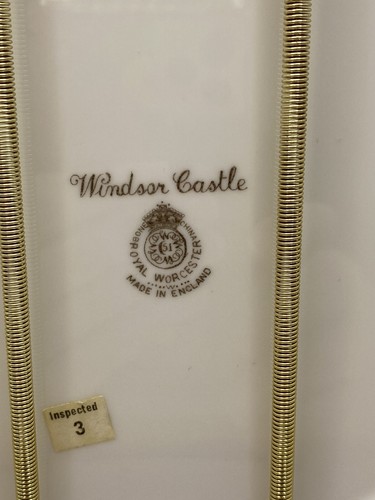 Windsor Castle
ROYAL WORCESTER
51
MADE IN ENGLAND
Inspected
3